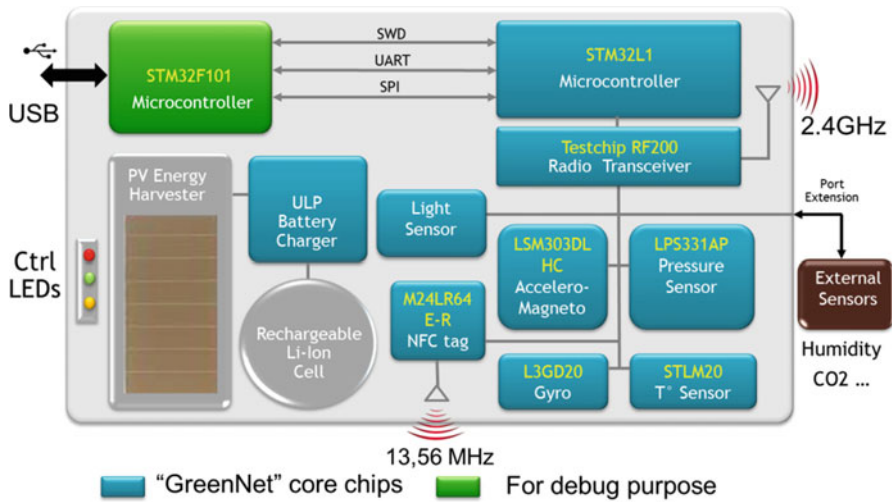 USB
STM32F101
Microcontroller
SWD
UART
SPI
STM32L1
Microcontroller
2.4GHz
Testchip RF200
Radio Transceiver
PV Energy
Harvester
ULP
Battery
Charger
Light
Sensor
Port
Extension
Ctrl
LEDs
LSM303DL
HC
Accelero-
Magneto
LPS331AP
Pressure
Sensor
External
Sensors
Rechargeable
Li-Ion
Cell
M24LR64
E-R
NFC tag
Humidity
CO2 ...
L3GD20
Gyro
STLM20
T° Sensor
13,56 MHz
“GreenNet” core chips
For debug purpose